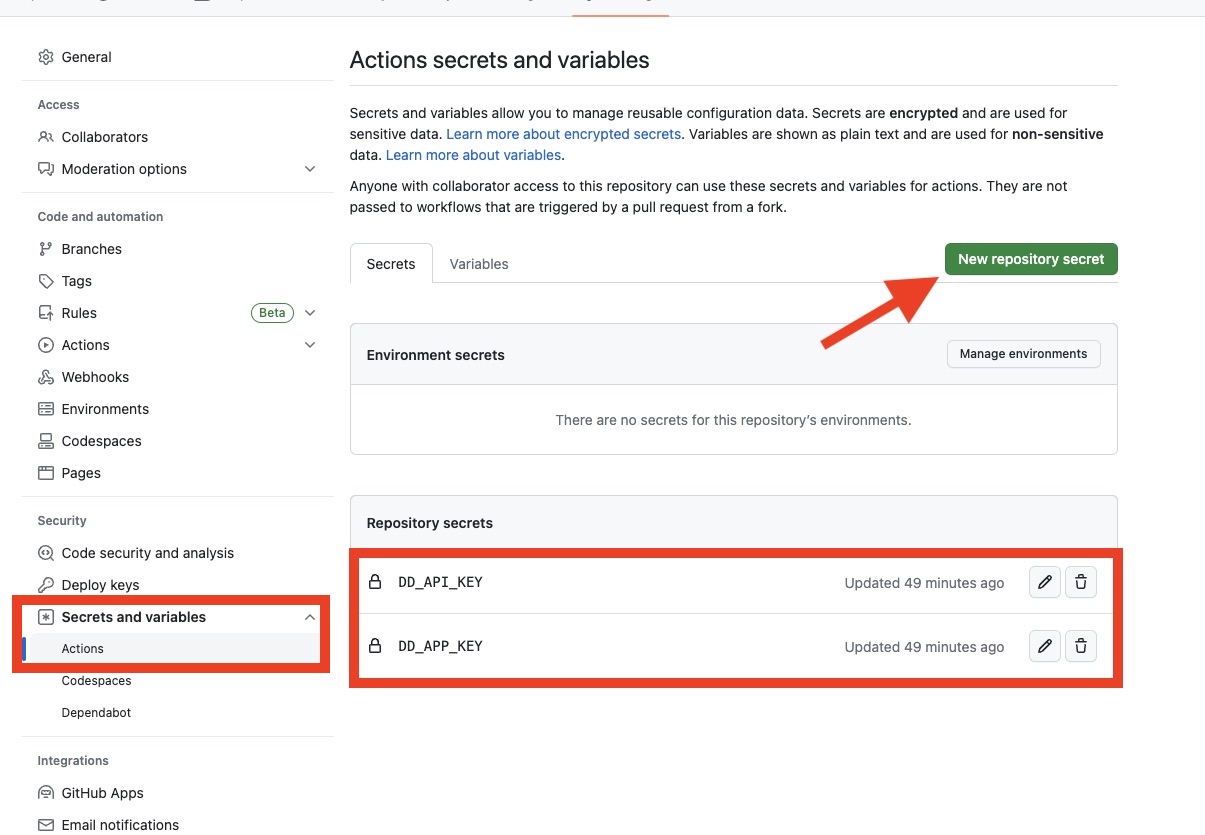 General
Access
Collaborators
Moderation options
Code and automation
Branches
Tags
Rules
Beta
Actions
Webhooks
Environments
Codespaces
Pages
Security
Code security and analysis
Deploy keys
Secrets and variables
Actions
Codespaces
Dependabot
Integrations
GitHub Apps
Email notifications
Actions secrets and variables
Secrets and variables allow you to manage reusable configuration data. Secrets are encrypted and are used for
sensitive data. Learn more about encrypted secrets. Variables are shown as plain text and are used for non-sensitive
data. Learn more about variables.
Anyone with collaborator access to this repository can use these secrets and variables for actions. They are not
passed to workflows that are triggered by a pull request from a fork.
Secrets
Variables
New repository secret
Environment secrets
Manage environments
There are no secrets for this repository’s environments.
Repository secrets
DD_API_KEY
Updated 49 minutes ago
DD_APP_KEY
Updated 49 minutes ago